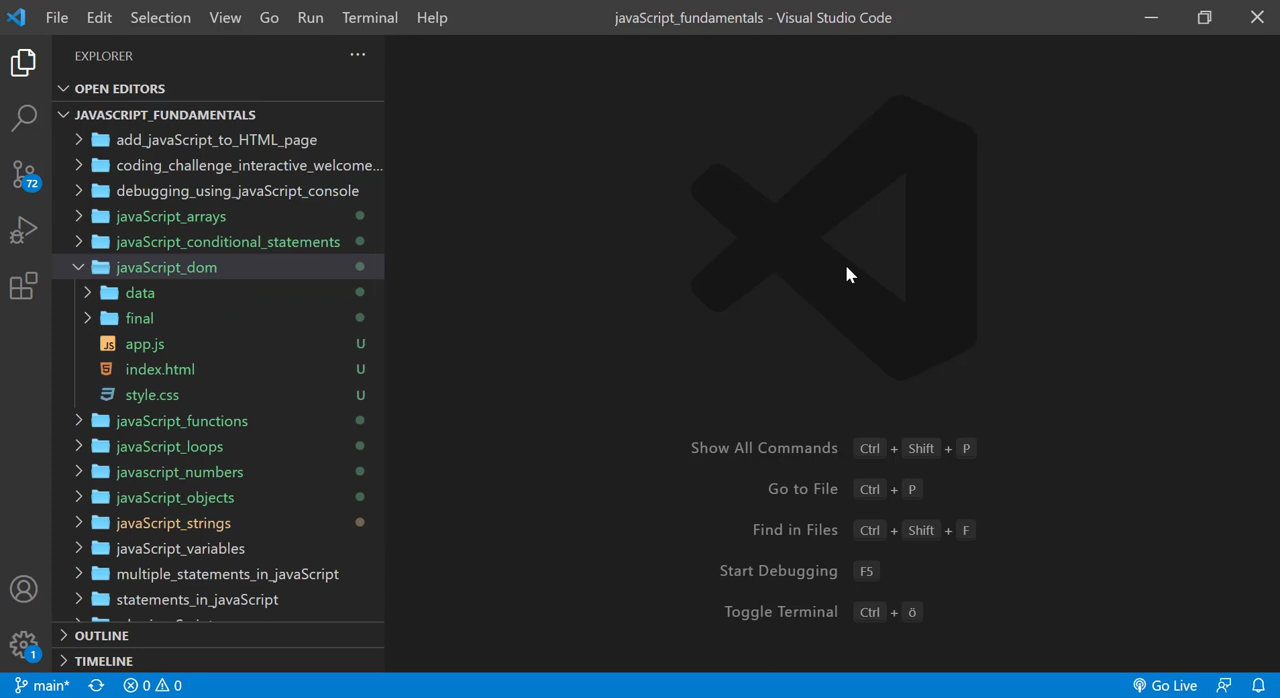 File Edit Selection View Go Run Terminal Help javaScript_fundamentals - Visual Studio Code
EXPLORER
OPEN EDITORS
JAVASCRIPT_FUNDAMENTALS
add_javaScript_to_HTML_page
coding_challenge_interactive_welcome...
debugging_using_javaScript_console
javaScript_arrays
javaScript_conditional_statements
javaScript_dom
data
final
JS app.js U
index.html U
style.css U
javaScript_functions
javaScript_loops
javascript_numbers
javaScript_objects
javaScript_strings
javaScript_variables
multiple_statements_in_javaScript
statements_in_javaScript
OUTLINE
TIMELINE
72
1
Show All Commands Ctrl + Shift + P
Go to File Ctrl + P
Find in Files Ctrl + Shift + F
Start Debugging F5
Toggle Terminal Ctrl + ö
main* 0 0 Go Live